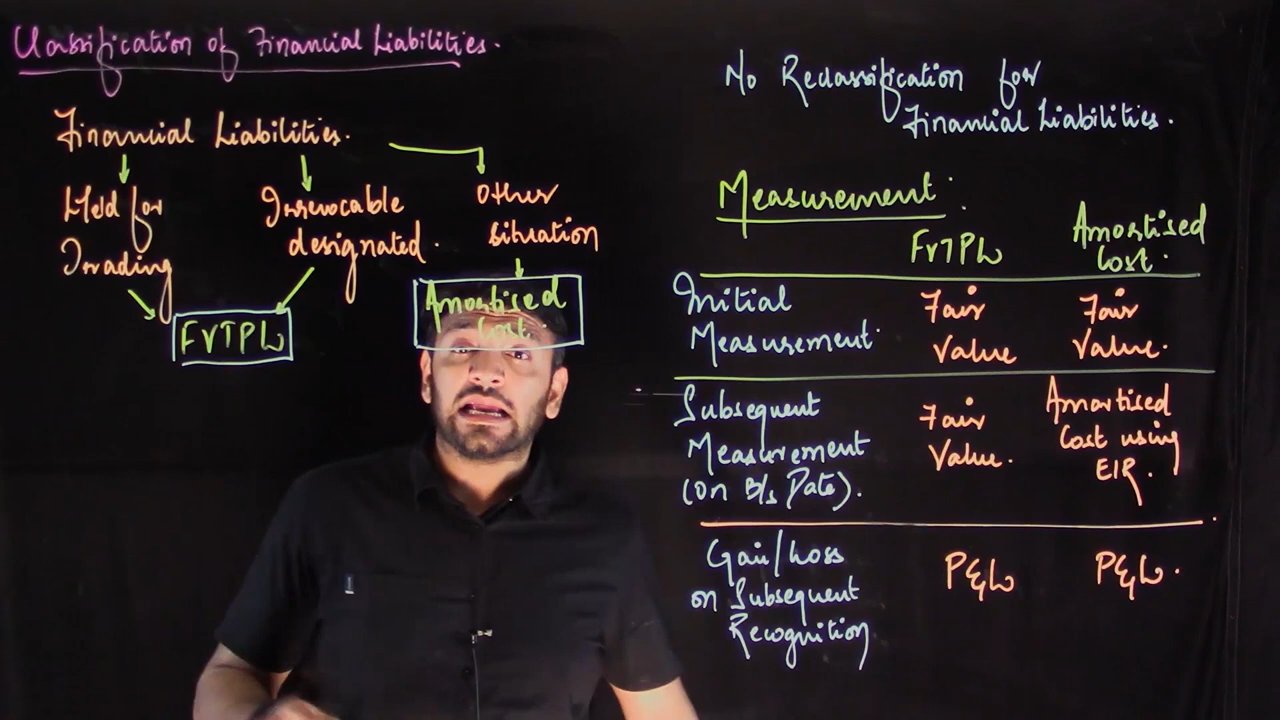 Classification of Financial Liabilities.
Financial Liabilities.
Held for
Trading
Irrevocable
designated.
Other
situation
FVTPL
Amortised
Cost
No Reclassification for
Financial Liabilities.
Measurement:
FVTPL
Amortised
Cost.
Initial
Measurement.
Fair
Value
Fair
Value.
Subsequent
Measurement
(on B/s Date).
Fair
Value.
Amortised
Cost using
EIR.
Gain/Loss
on Subsequent
Recognition
P&L
P&L.